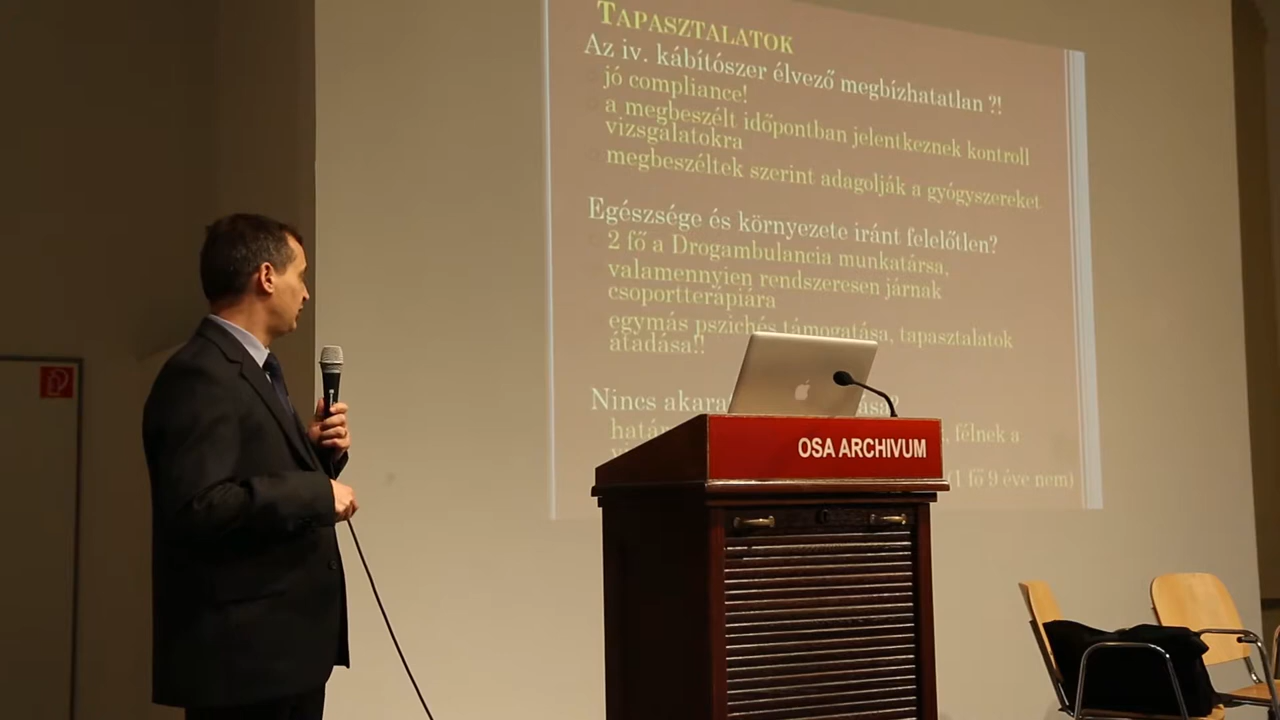 TAPASZTALATOK
Az iv. kábítószer élvező megbízhatatlan ?!
jó compliance!
a megbeszélt időpontban jelentkeznek kontroll
vizsgálatokra
megbeszéltek szerint adagolják a gyógyszereket
Egészsége és környezete iránt felelőtlen?
2 fő a Drogambulancia munkatársa,
valamennyien rendszeresen járnak
csoportterápiára
egymás pszichés támogatása, tapasztalatok
átadása!!
Nincs
félnek a
(1 fő 9 éve nem)
OSA ARCHIVUM